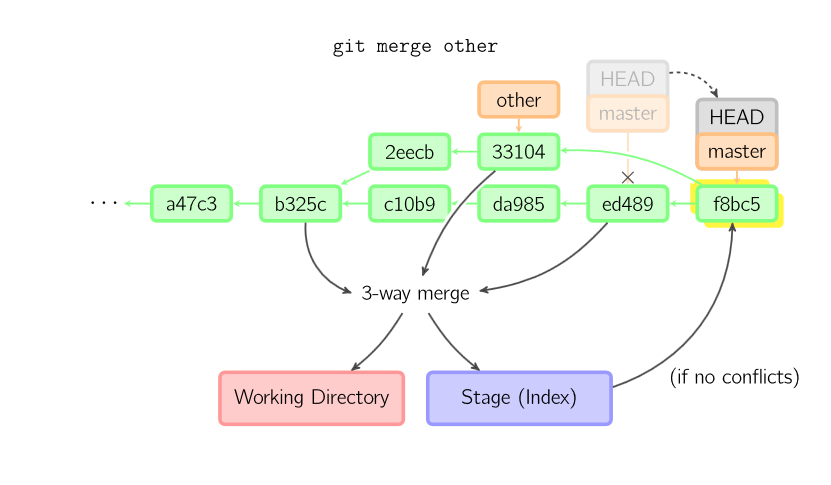 git merge other
HEAD
master
other
HEAD
master
2eecb
33104
... a47c3
b325c
c10b9
da985
ed489
f8bc5
3-way merge
(if no conflicts)
Working Directory
Stage (Index)